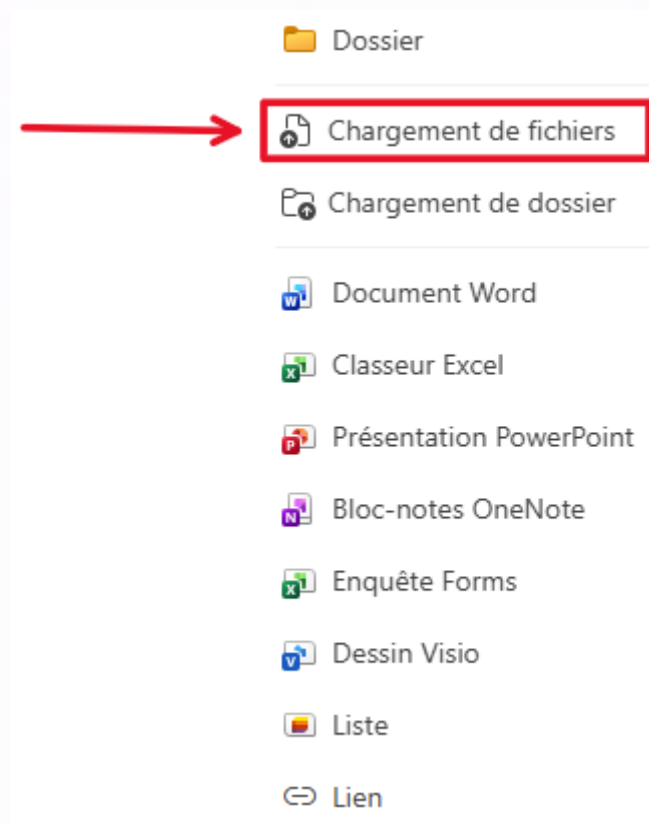 Dossier
Chargement de fichiers
Chargement de dossier
Document Word
Classeur Excel
Présentation PowerPoint
Bloc-notes OneNote
Enquête Forms
Dessin Visio
Liste
Lien